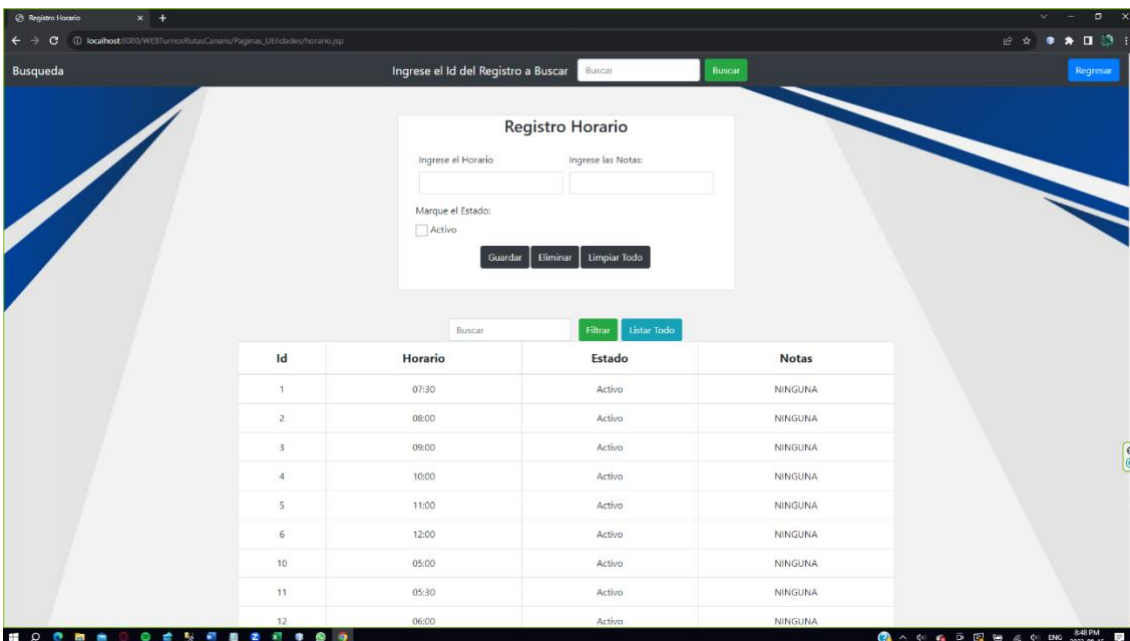 Registro Horario
localhost:8080/WEBTurnosRutasCanaris/Paginas_Utilidades/horario.jsp
Busqueda Ingrese el Id del Registro a Buscar Buscar Buscar Regresar
Registro Horario
Ingrese el Horario Ingrese las Notas:
Marque el Estado:
Activo
Guardar Eliminar Limpiar Todo
Buscar Filtrar Listar Todo
Id Horario Estado Notas
1 07:30 Activo NINGUNA
2 08:00 Activo NINGUNA
3 09:00 Activo NINGUNA
4 10:00 Activo NINGUNA
5 11:00 Activo NINGUNA
6 12:00 Activo NINGUNA
10 05:00 Activo NINGUNA
11 05:30 Activo NINGUNA
12 06:00 Activo NINGUNA
ENG 8:48 PM